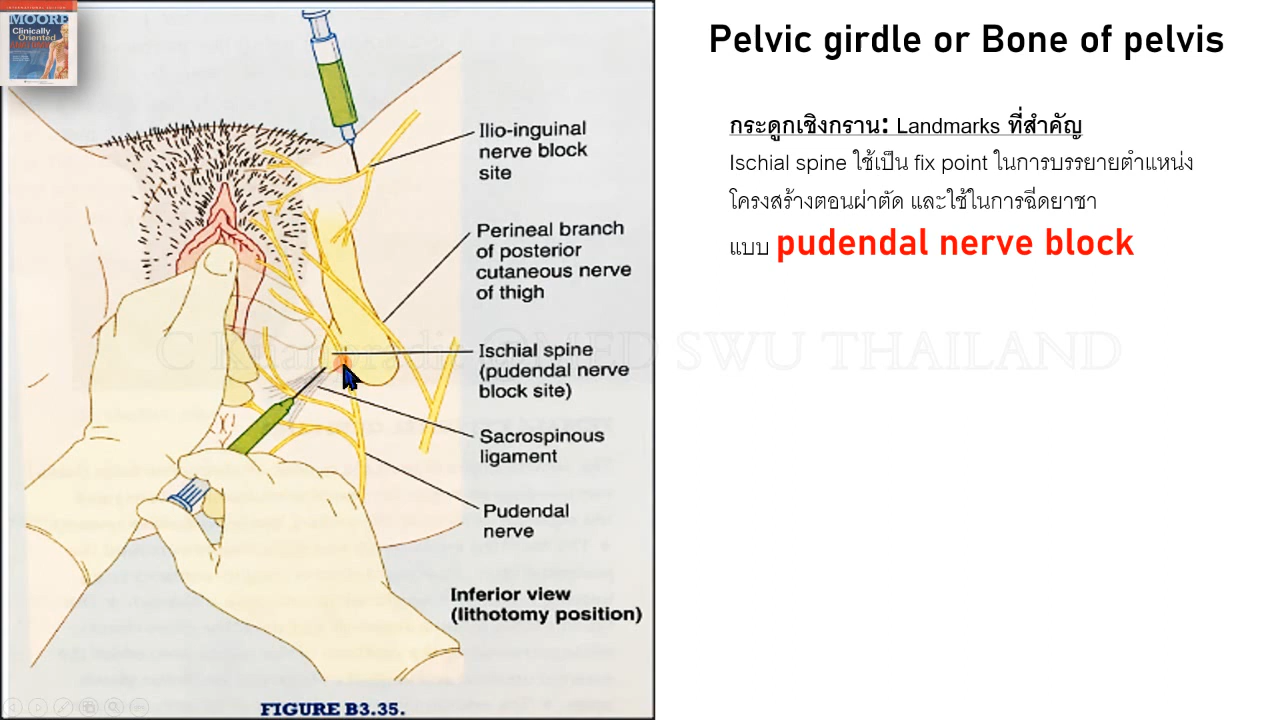 INTERNATIONAL EDITION
MOORE
Clinically
Oriented
Ilio-inguinal
nerve block
site
Perineal branch
of posterior
cutaneous nerve
of thigh
Ischial spine
(pudendal nerve
block site)
Sacrospinous
ligament
Pudendal
nerve
Inferior view
(lithotomy position)
FIGURE B3.35.
Pelvic girdle or Bone of pelvis
กระดูกเชิงกราน: Landmarks ที่สำคัญ
Ischial spine ใช้เป็น fix point ในการบรรยายตำแหน่ง
โครงสร้างตอนผ่าตัด และใช้ในการฉีดยาชา
แบบ pudendal nerve block
MED SWU THAILAND